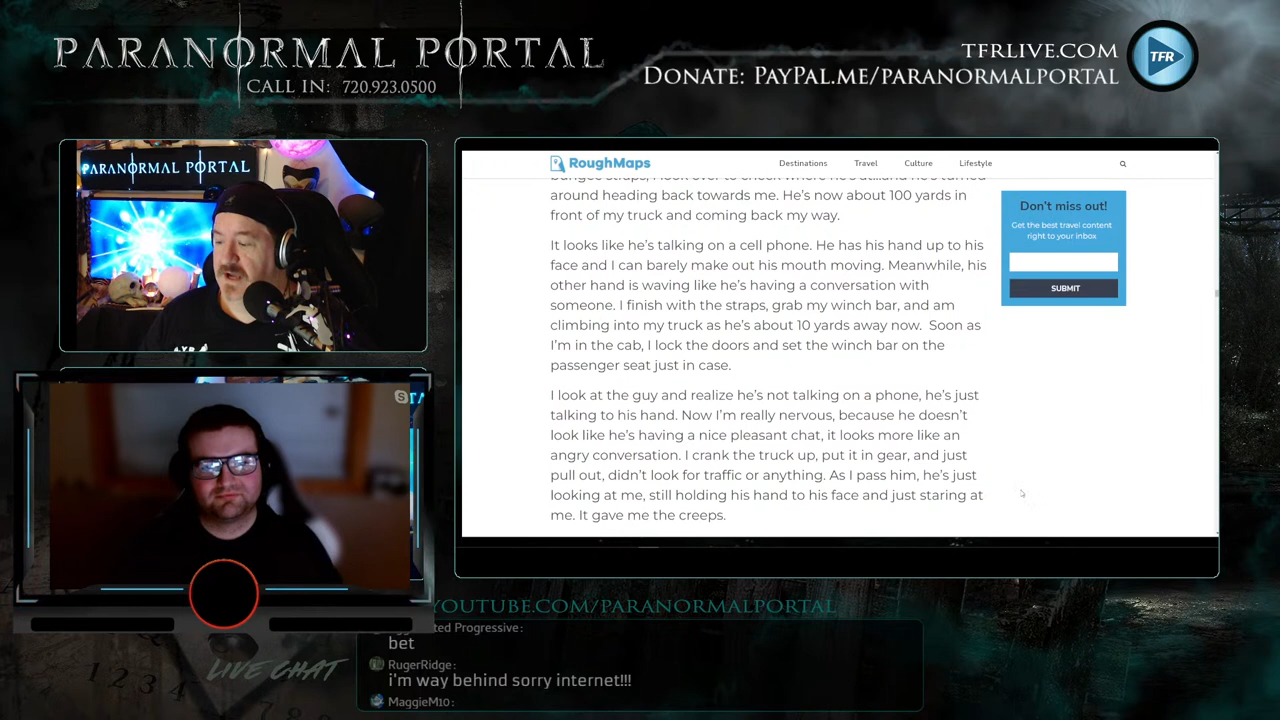 PARANORMAL PORTAL
CALL IN: 720.923.0500
TFRLIVE.COM
DONATE: PAYPAL.ME/PARANORMALPORTAL
TFR
PARANORMAL PORTAL
RoughMaps
Destinations Travel Culture Lifestyle
around heading back towards me. He's now about 100 yards in
front of my truck and coming back my way.
It looks like he's talking on a cell phone. He has his hand up to his
face and I can barely make out his mouth moving. Meanwhile, his
other hand is waving like he's having a conversation with
someone. I finish with the straps, grab my winch bar, and am
climbing into my truck as he's about 10 yards away now. Soon as
I'm in the cab, I lock the doors and set the winch bar on the
passenger seat just in case.
I look at the guy and realize he's not talking on a phone, he's just
talking to his hand. Now I'm really nervous, because he doesn't
look like he's having a nice pleasant chat, it looks more like an
angry conversation. I crank the truck up, put it in gear, and just
pull out, didn't look for traffic or anything. As I pass him, he's just
looking at me, still holding his hand to his face and just staring at
me. It gave me the creeps.
Don't miss out!
Get the best travel content
right to your inbox
SUBMIT
YOUTUBE.COM/PARANORMALPORTAL
LIVE CHAT
1 2 3 4
Progressive:
bet
RugerRidge:
i'm way behind sorry internet!!!
MaggieM10: